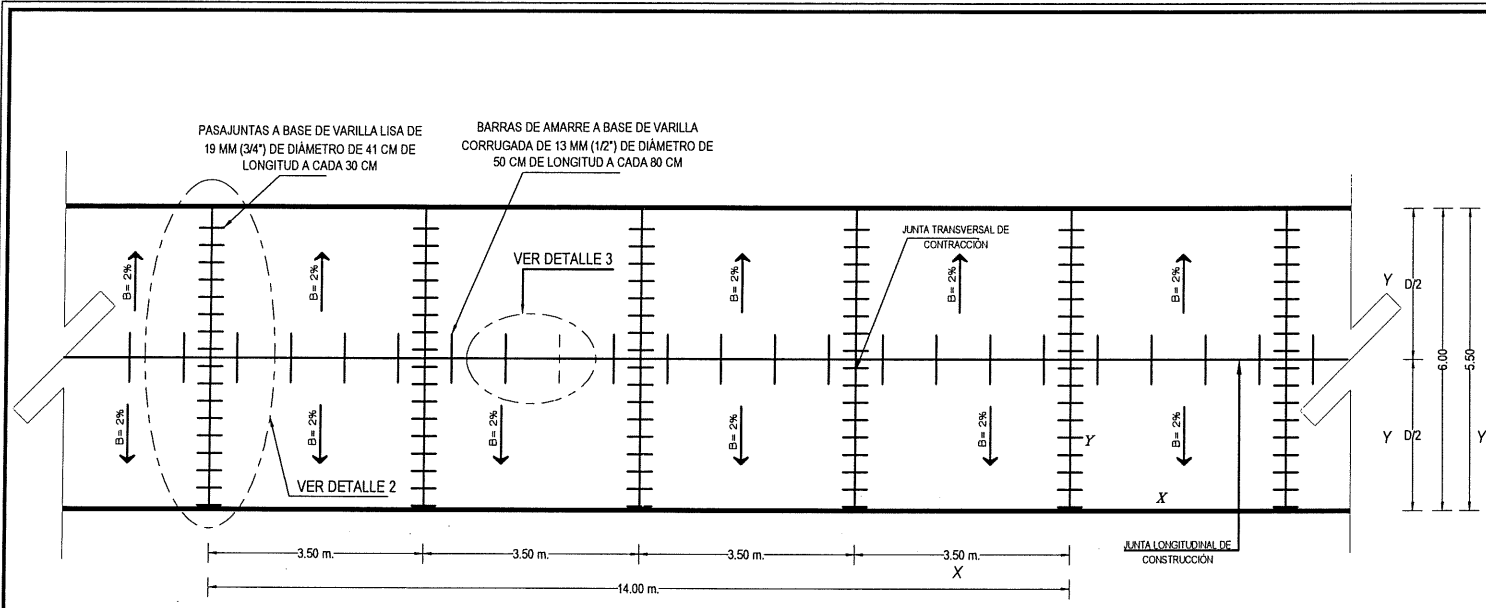 PASAJUNTAS A BASE DE VARILLA LISA DE
19 MM (3/4") DE DIÁMETRO DE 41 CM DE
LONGITUD A CADA 30 CM
BARRAS DE AMARRE A BASE DE VARILLA
CORRUGADA DE 13 MM (1/2") DE DIÁMETRO DE
50 CM DE LONGITUD A CADA 80 CM
JUNTA TRANSVERSAL DE
CONTRACCIÓN
VER DETALLE 3
B= 2%
B= 2%
B= 2%
B= 2%
B= 2%
Y
D/2
6.00
5.50
B= 2%
B= 2%
B= 2%
B= 2%
B= 2%
B= 2%
Y
Y
D/2
Y
VER DETALLE 2
X
3.50 m.
3.50 m.
3.50 m.
3.50 m.
X
JUNTA LONGITUDINAL DE
CONSTRUCCIÓN
14.00 m.